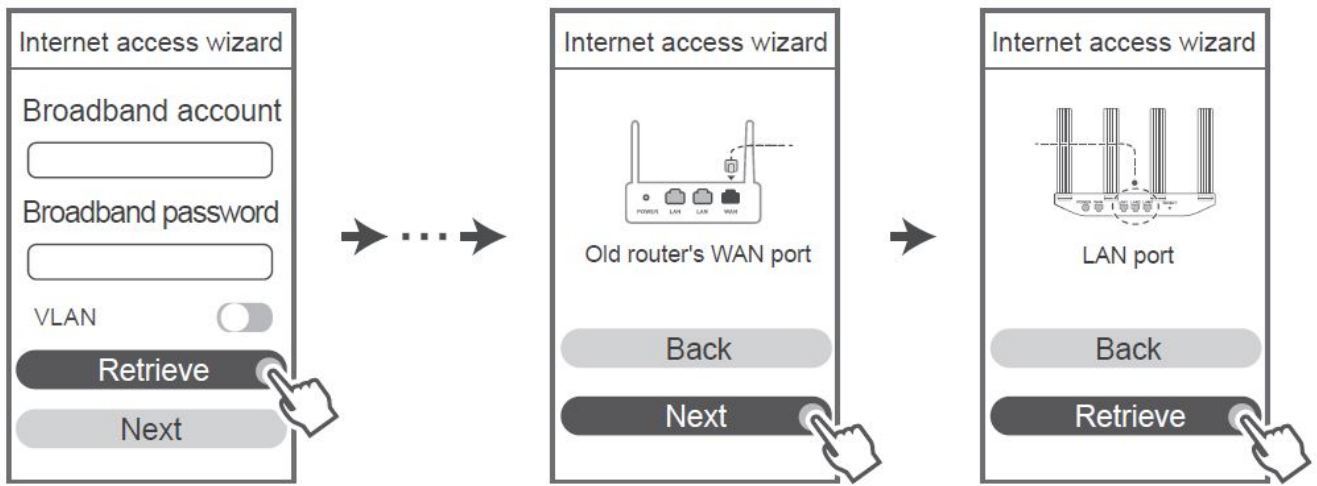 Internet access wizard
Broadband account
Broadband password
VLAN
Retrieve
Next
Internet access wizard
POWER LAN LAN WAN
Old router's WAN port
Back
Next
Internet access wizard
LAN port
Back
Retrieve